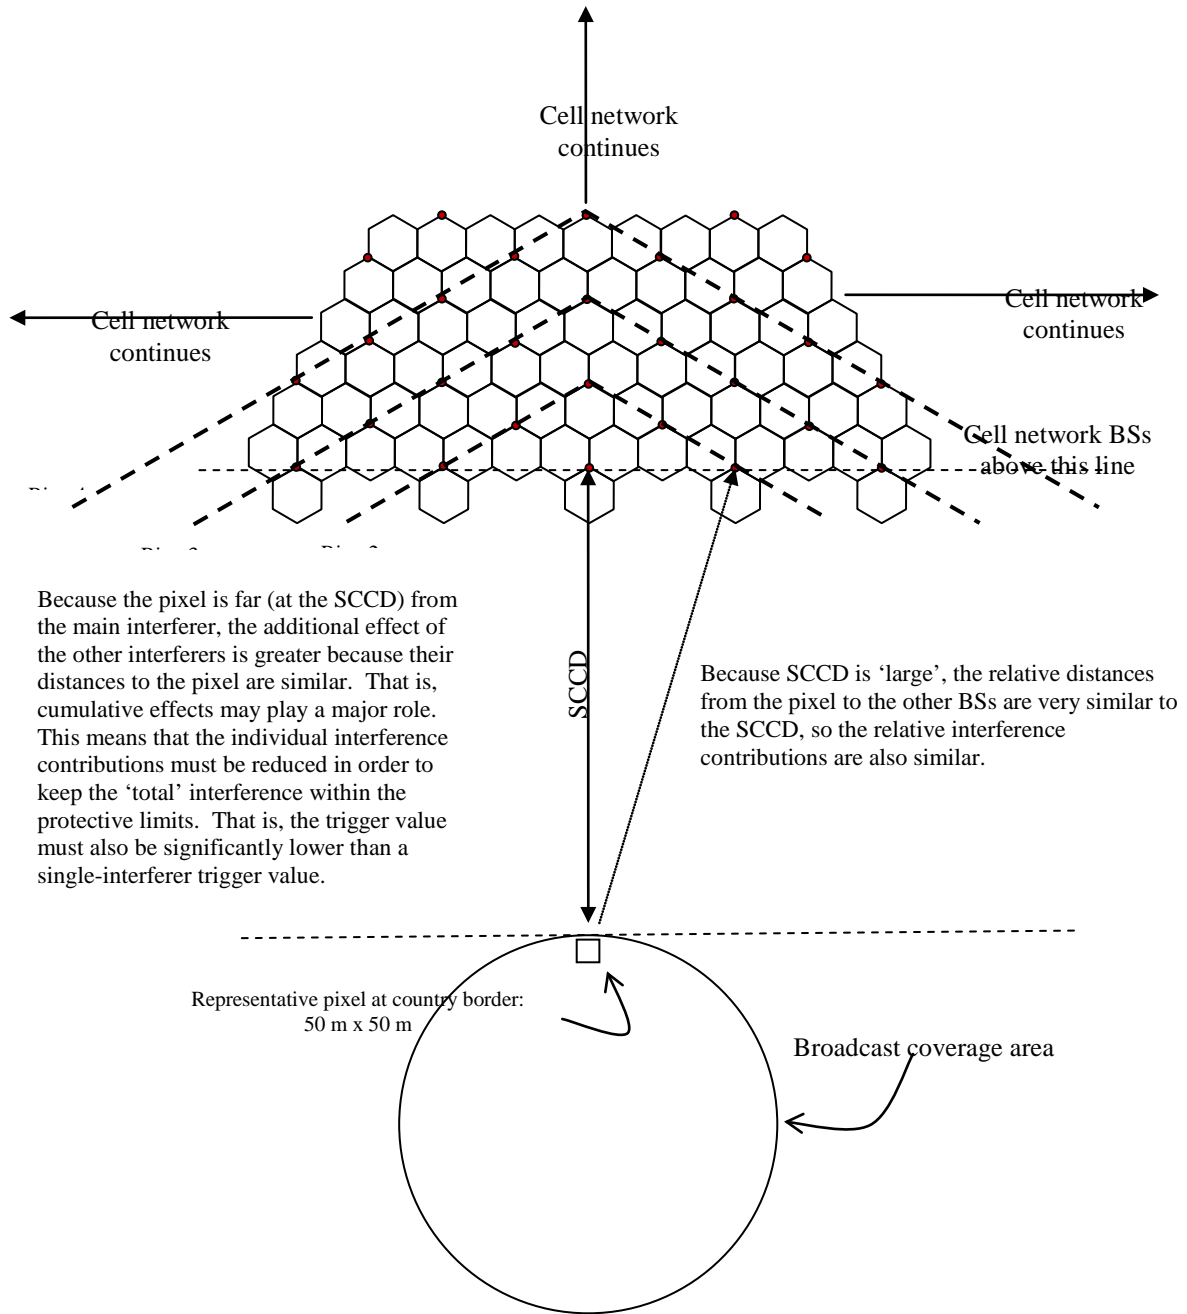 Cell network
continues
Cell network
continues
Cell network
continues
Cell network BSs
above this line
Because the pixel is far (at the SCCD) from
the main interferer, the additional effect of
the other interferers is greater because their
distances to the pixel are similar.  That is,
cumulative effects may play a major role.
This means that the individual interference
contributions must be reduced in order to
keep the ‘total’ interference within the
protective limits.  That is, the trigger value
must also be significantly lower than a
single-interferer trigger value.
SCCD
Because SCCD is ‘large’, the relative distances
from the pixel to the other BSs are very similar to
the SCCD, so the relative interference
contributions are also similar.
Representative pixel at country border:
50 m x 50 m
Broadcast coverage area